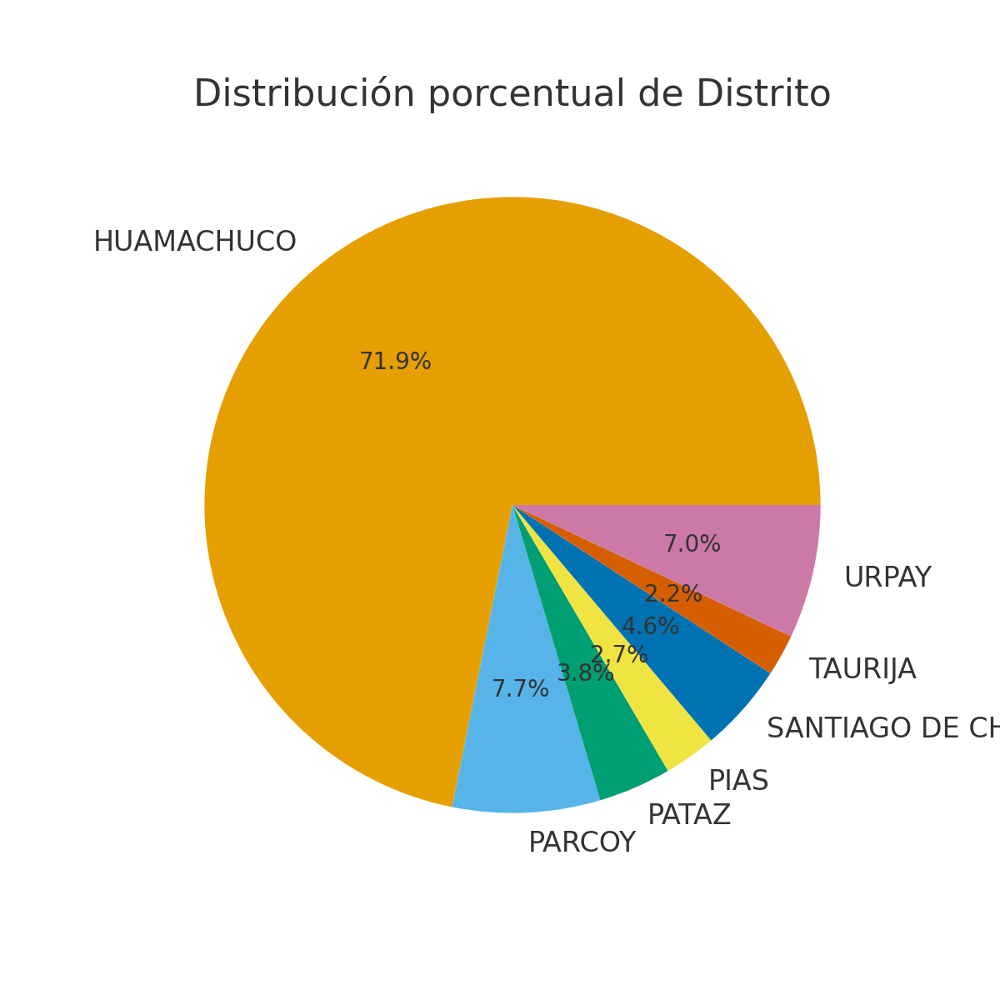 Distribución porcentual de Distrito
HUAMACHUCO
71.9%
7.0%
URPAY
2.2%
4.6%
2.7%
TAURIJA
3.8%
7.7%
SANTIAGO DE CH
PIAS
PATAZ
PARCOY